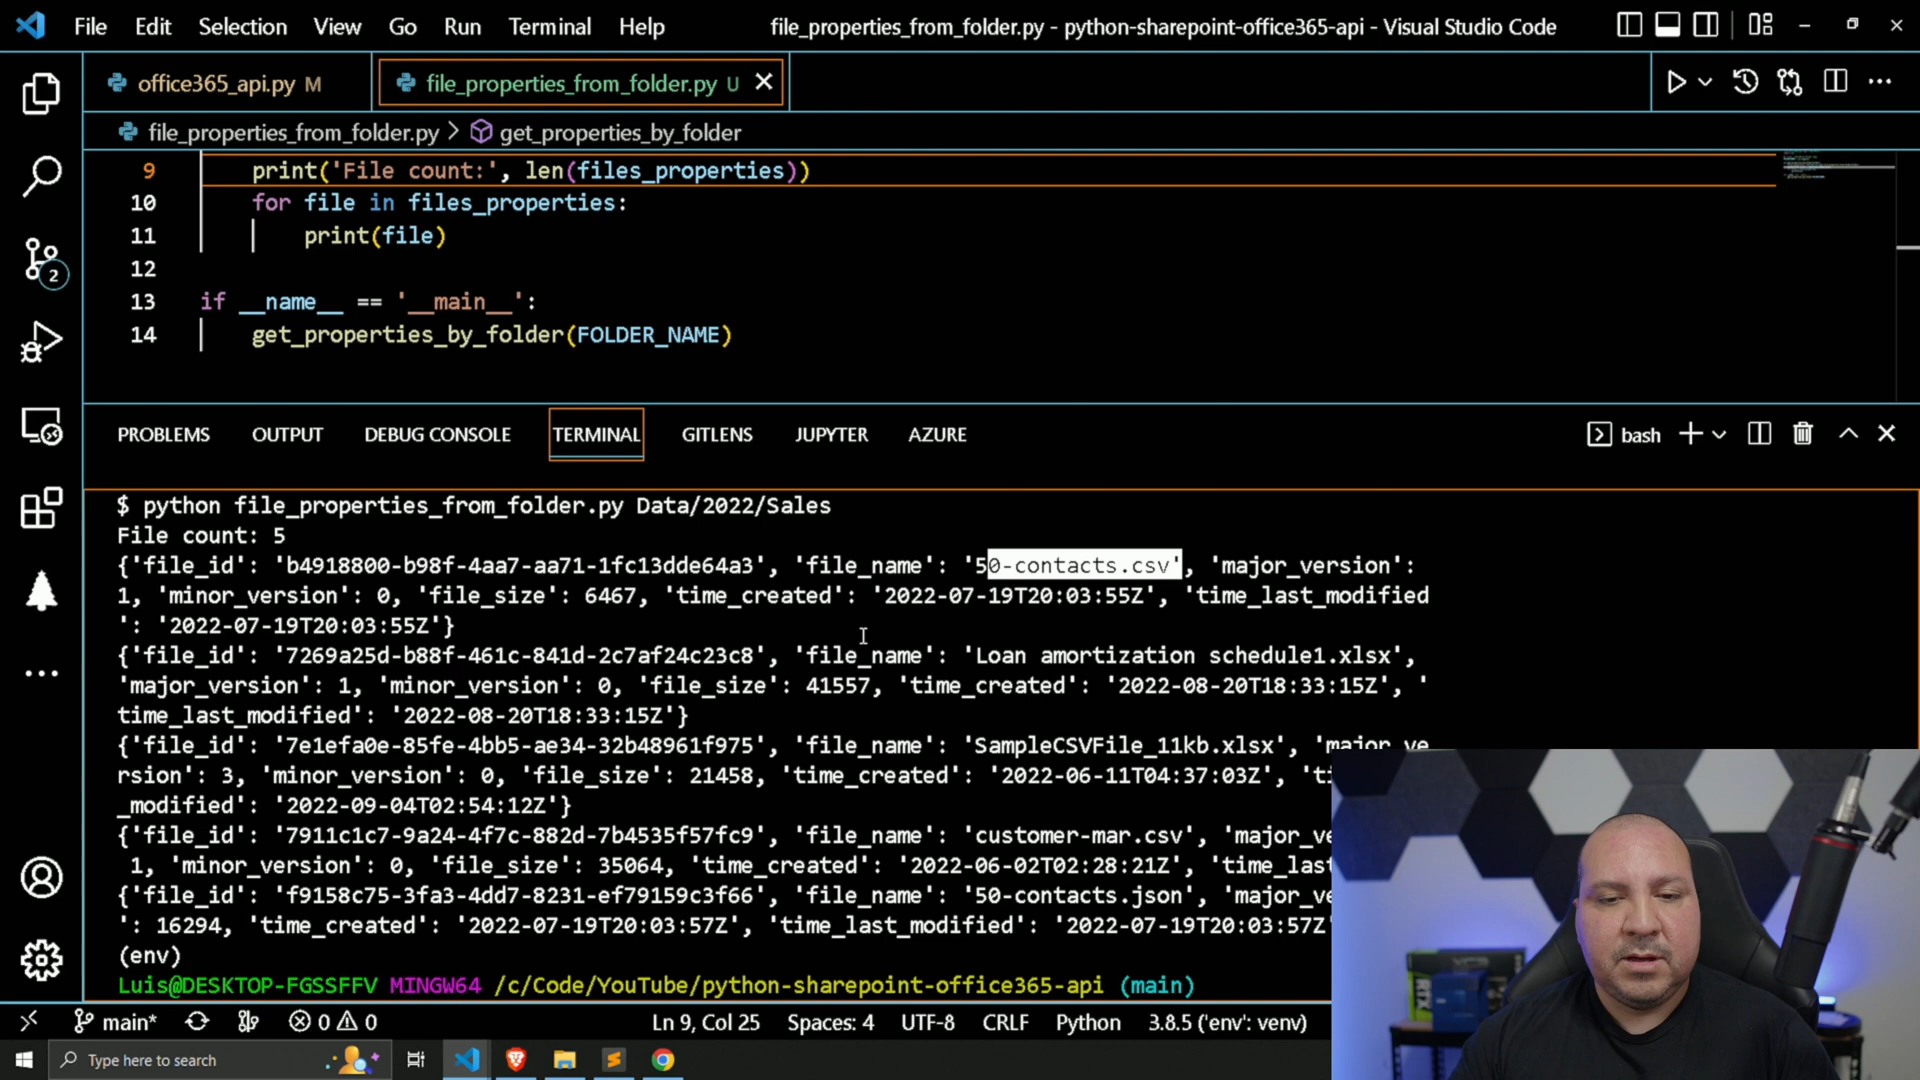 File Edit Selection View Go Run Terminal Help file_properties_from_folder.py - python-sharepoint-office365-api - Visual Studio Code
office365_api.py M file_properties_from_folder.py U
file_properties_from_folder.py > get_properties_by_folder
9 print('File count:', len(files_properties))
10 for file in files_properties:
11 print(file)
12
13 if __name__ == '__main__':
14 get_properties_by_folder(FOLDER_NAME)
2
PROBLEMS OUTPUT DEBUG CONSOLE TERMINAL GITLENS JUPYTER AZURE bash
$ python file_properties_from_folder.py Data/2022/Sales
File count: 5
{'file_id': 'b4918800-b98f-4aa7-aa71-1fc13dde64a3', 'file_name': '50-contacts.csv', 'major_version':
1, 'minor_version': 0, 'file_size': 6467, 'time_created': '2022-07-19T20:03:55Z', 'time_last_modified
': '2022-07-19T20:03:55Z'}
{'file_id': '7269a25d-b88f-461c-841d-2c7af24c23c8', 'file_name': 'Loan amortization schedule1.xlsx',
'major_version': 1, 'minor_version': 0, 'file_size': 41557, 'time_created': '2022-08-20T18:33:15Z', '
time_last_modified': '2022-08-20T18:33:15Z'}
{'file_id': '7e1efa0e-85fe-4bb5-ae34-32b48961f975', 'file_name': 'SampleCSVFile_11kb.xlsx', 'major_ve
rsion': 3, 'minor_version': 0, 'file_size': 21458, 'time_created': '2022-06-11T04:37:03Z', 'ti
_modified': '2022-09-04T02:54:12Z'}
{'file_id': '7911c1c7-9a24-4f7c-882d-7b4535f57fc9', 'file_name': 'customer-mar.csv', 'major_ve
1, 'minor_version': 0, 'file_size': 35064, 'time_created': '2022-06-02T02:28:21Z', 'time_las
{'file_id': 'f9158c75-3fa3-4dd7-8231-ef79159c3f66', 'file_name': '50-contacts.json', 'major_ve
': 16294, 'time_created': '2022-07-19T20:03:57Z', 'time_last_modified': '2022-07-19T20:03:57Z'
(env)
Luis@DESKTOP-FGSSFFV MINGW64 /c/Code/YouTube/python-sharepoint-office365-api (main)
main* 0 0 Ln 9, Col 25 Spaces: 4 UTF-8 CRLF Python 3.8.5 ('env': venv)
Type here to search